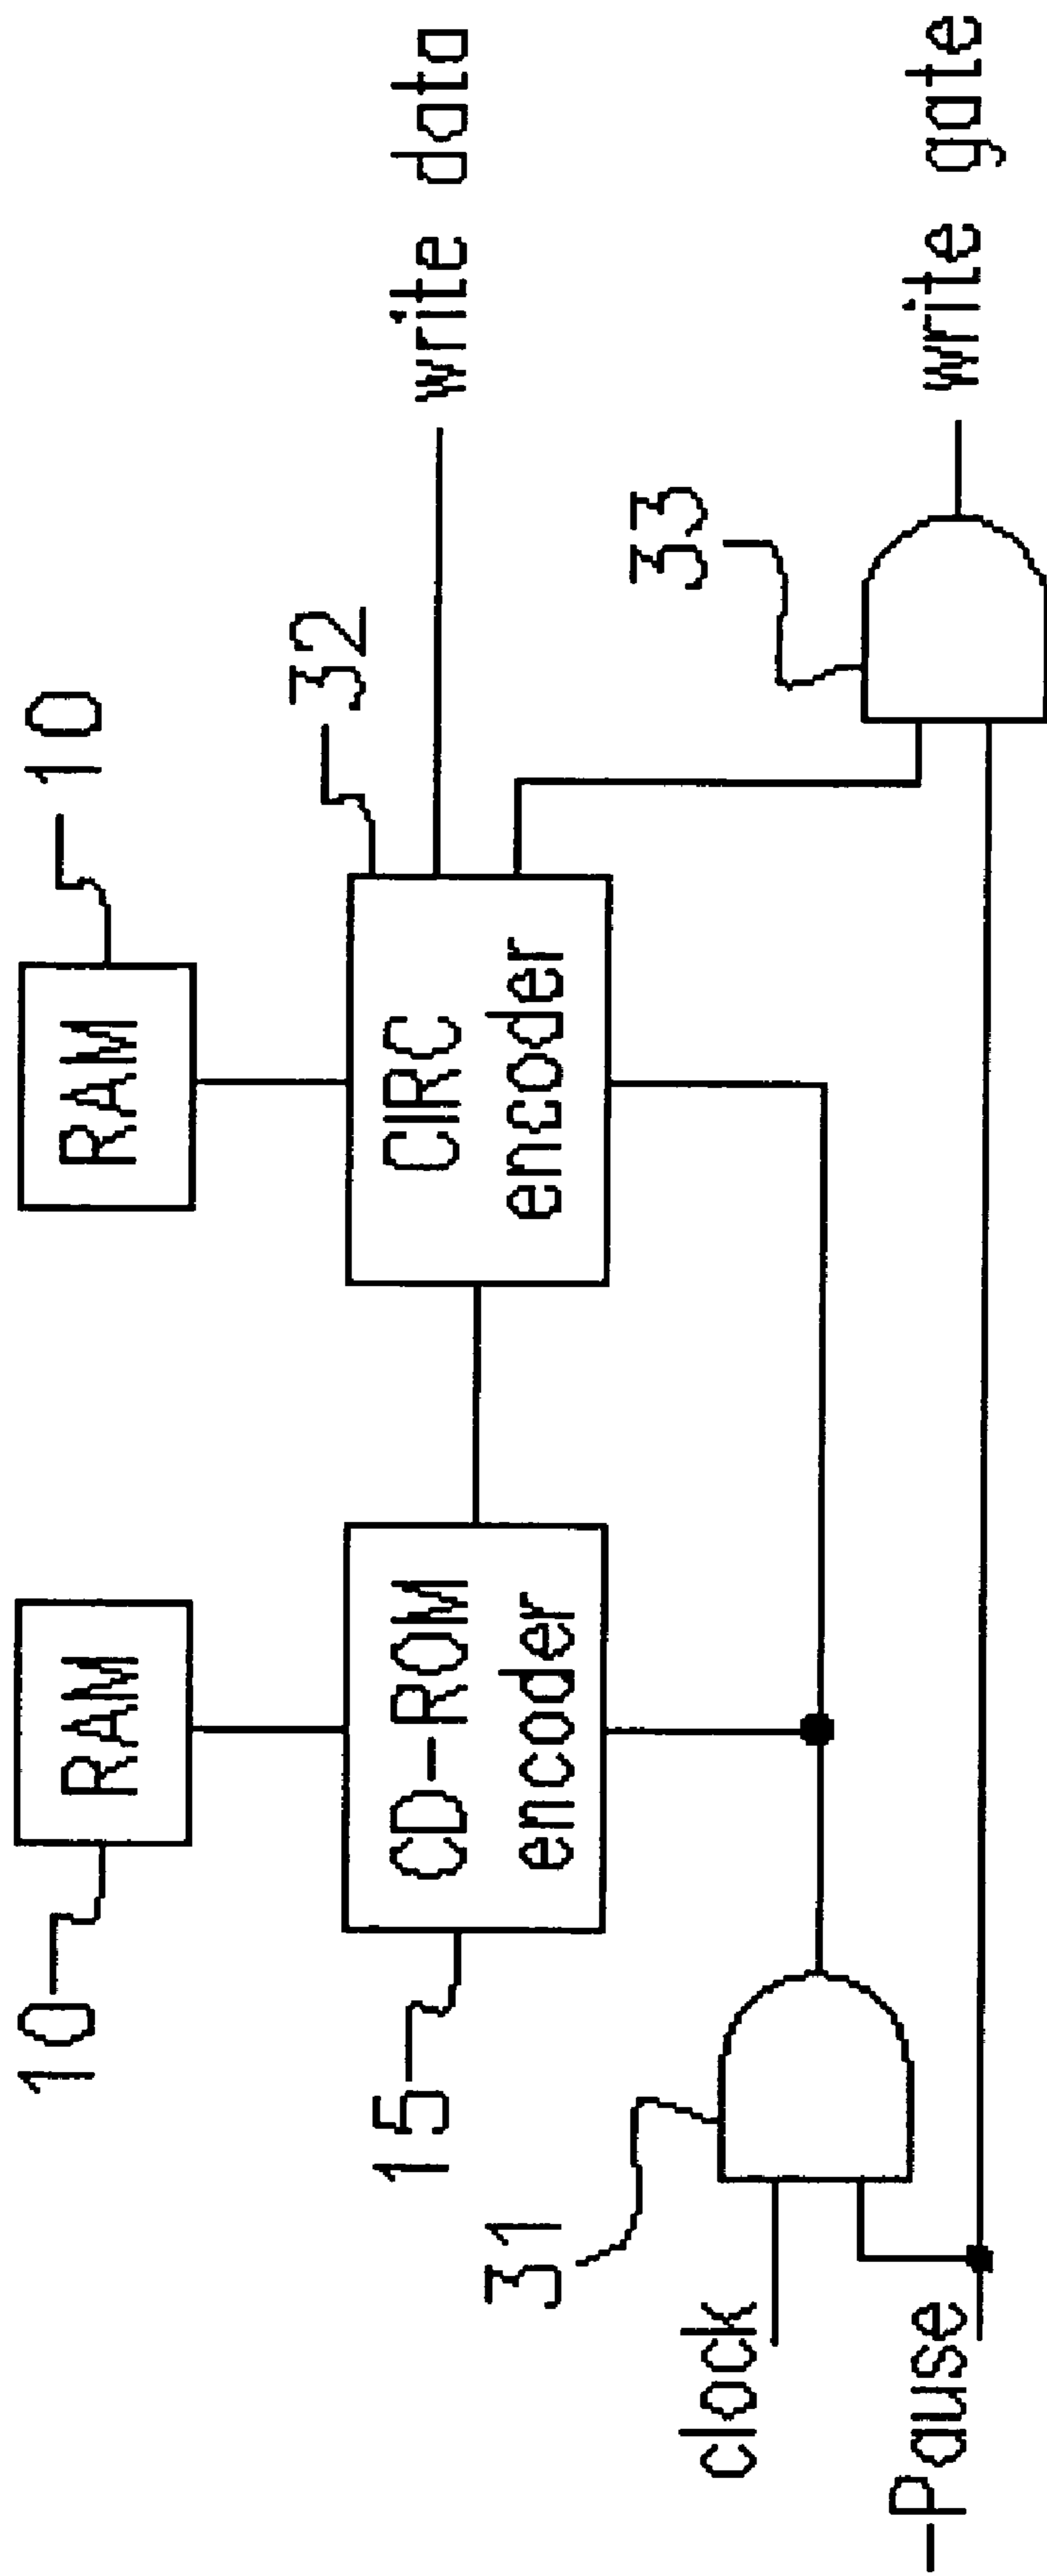 10
RAM
RAM
10
15
CD-ROM
encoder
CIRC
encoder
32
write data
31
33
clock
-Pause
write gate